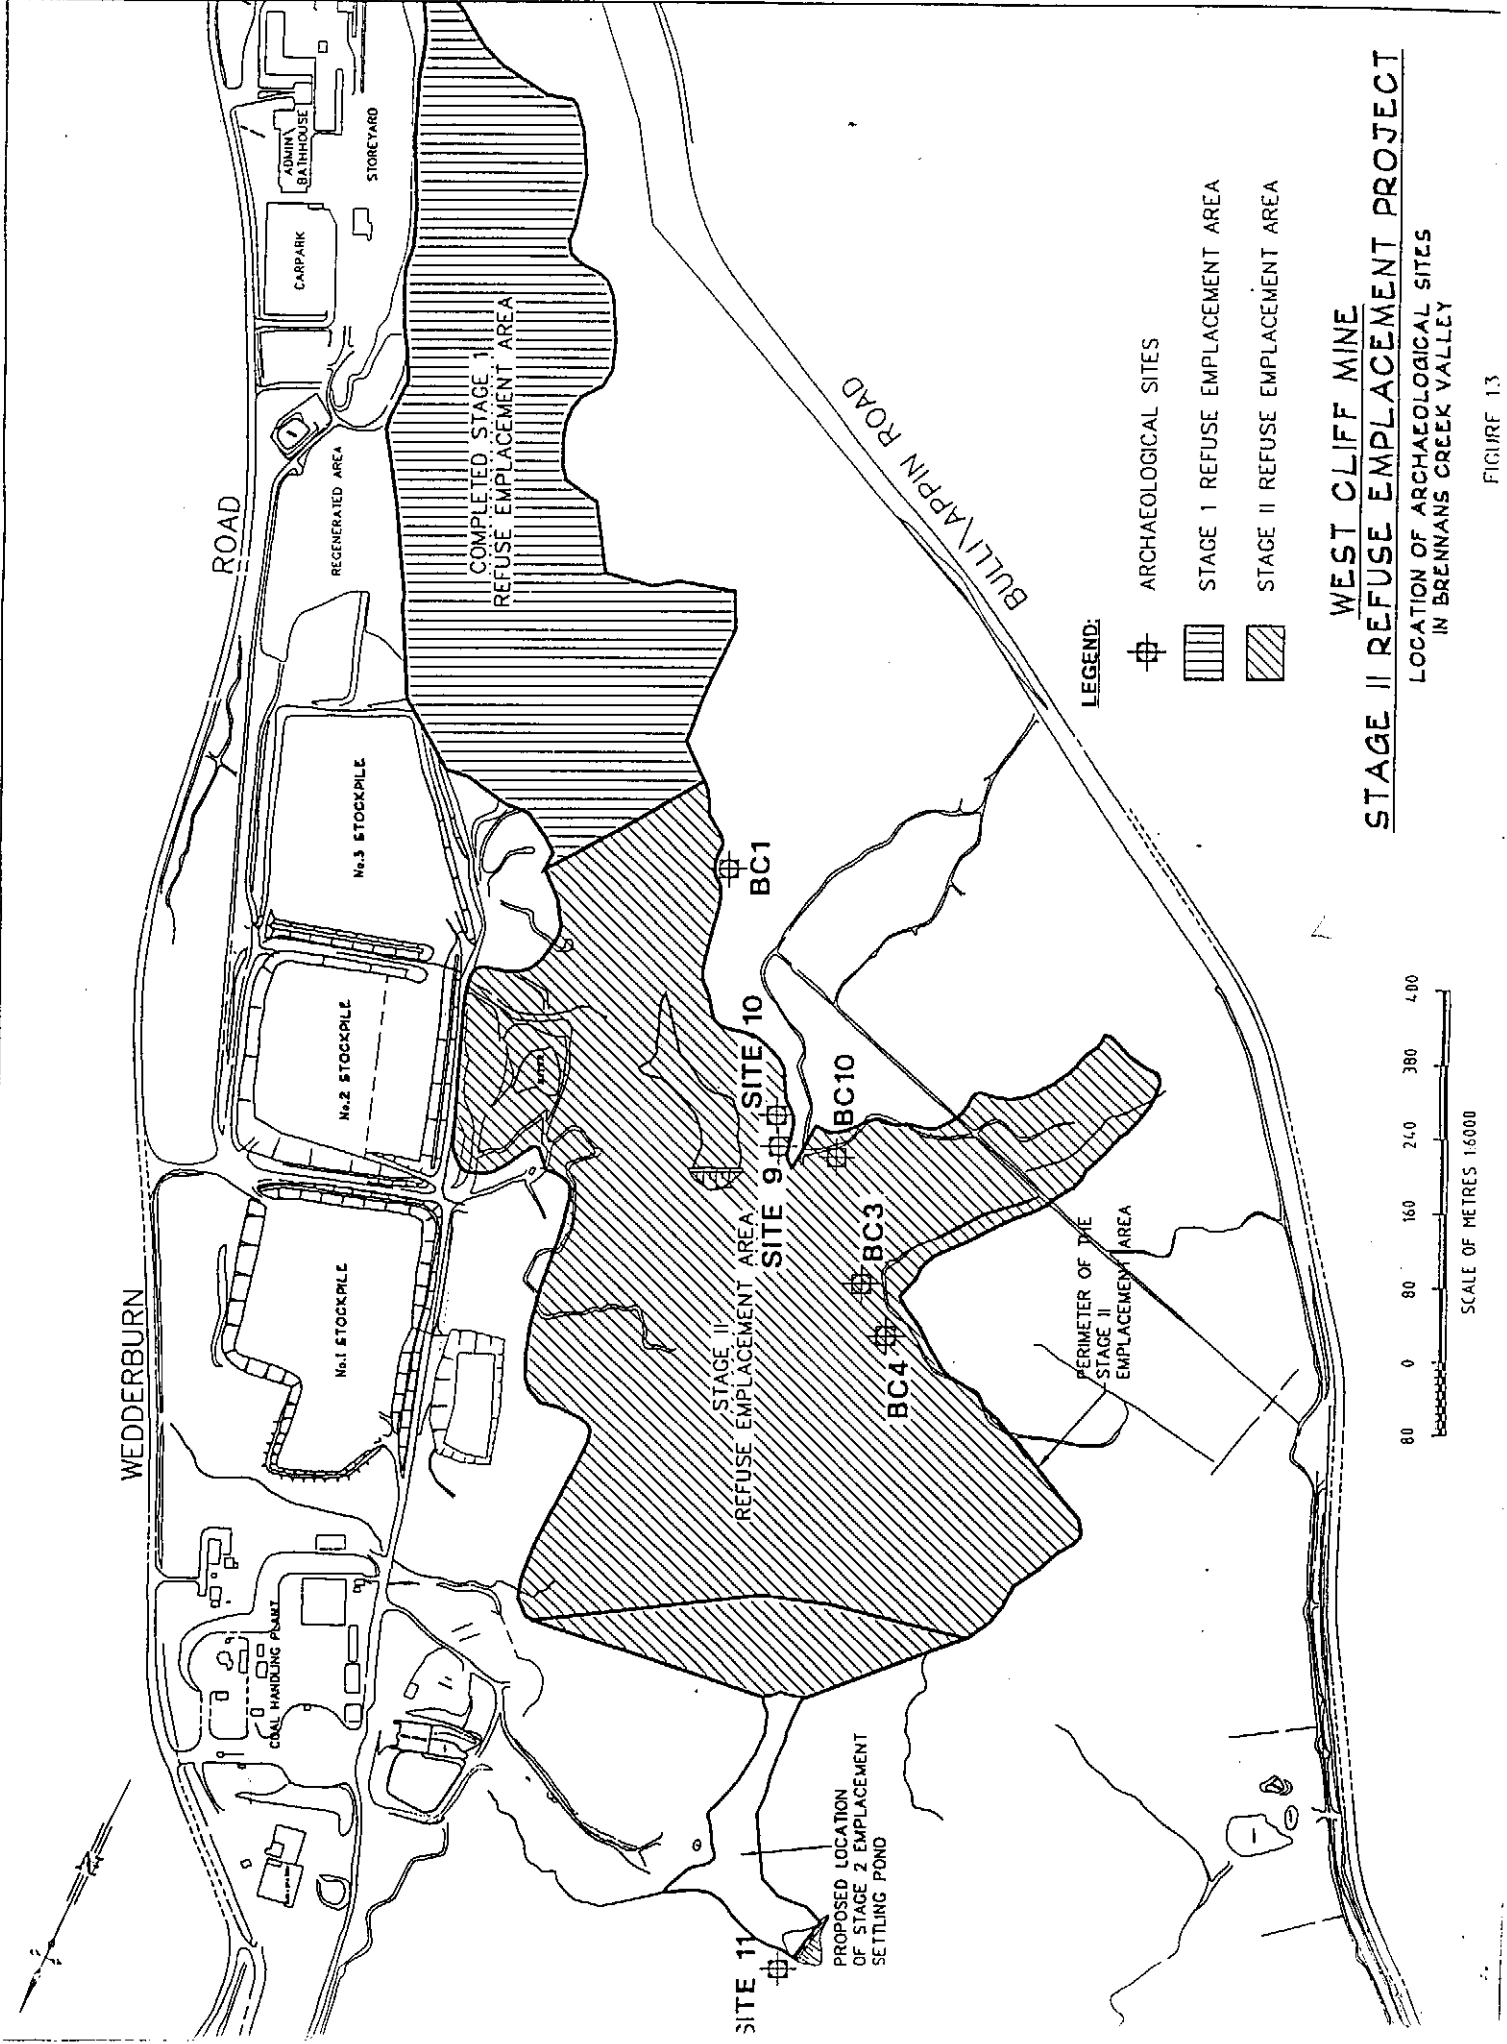 WEDDERBURN ROAD
ADMIN\
BATHHOUSE
CARPARK
STOREYARD
REGENERATED AREA
COMPLETED STAGE 1
REFUSE EMPLACEMENT AREA
No.3 STOCKPILE
No.2 STOCKPILE
No.1 STOCKPILE
COAL HANDLING PLANT
BULLI\APPIN ROAD
BC1
SITE 10
SITE 9
BC10
BC3
BC4
STAGE II
REFUSE EMPLACEMENT AREA
PERIMETER OF THE
STAGE II
EMPLACEMENT AREA
PROPOSED LOCATION
OF STAGE 2 EMPLACEMENT
SETTLING POND
SITE 11
N
LEGEND:
ARCHAEOLOGICAL SITES
STAGE 1 REFUSE EMPLACEMENT AREA
STAGE II REFUSE EMPLACEMENT AREA
WEST CLIFF MINE
STAGE II REFUSE EMPLACEMENT PROJECT
LOCATION OF ARCHAEOLOGICAL SITES
IN BRENNANS CREEK VALLEY
80 0 80 160 240 380 400
SCALE OF METRES 1:6000
FIGURE 13